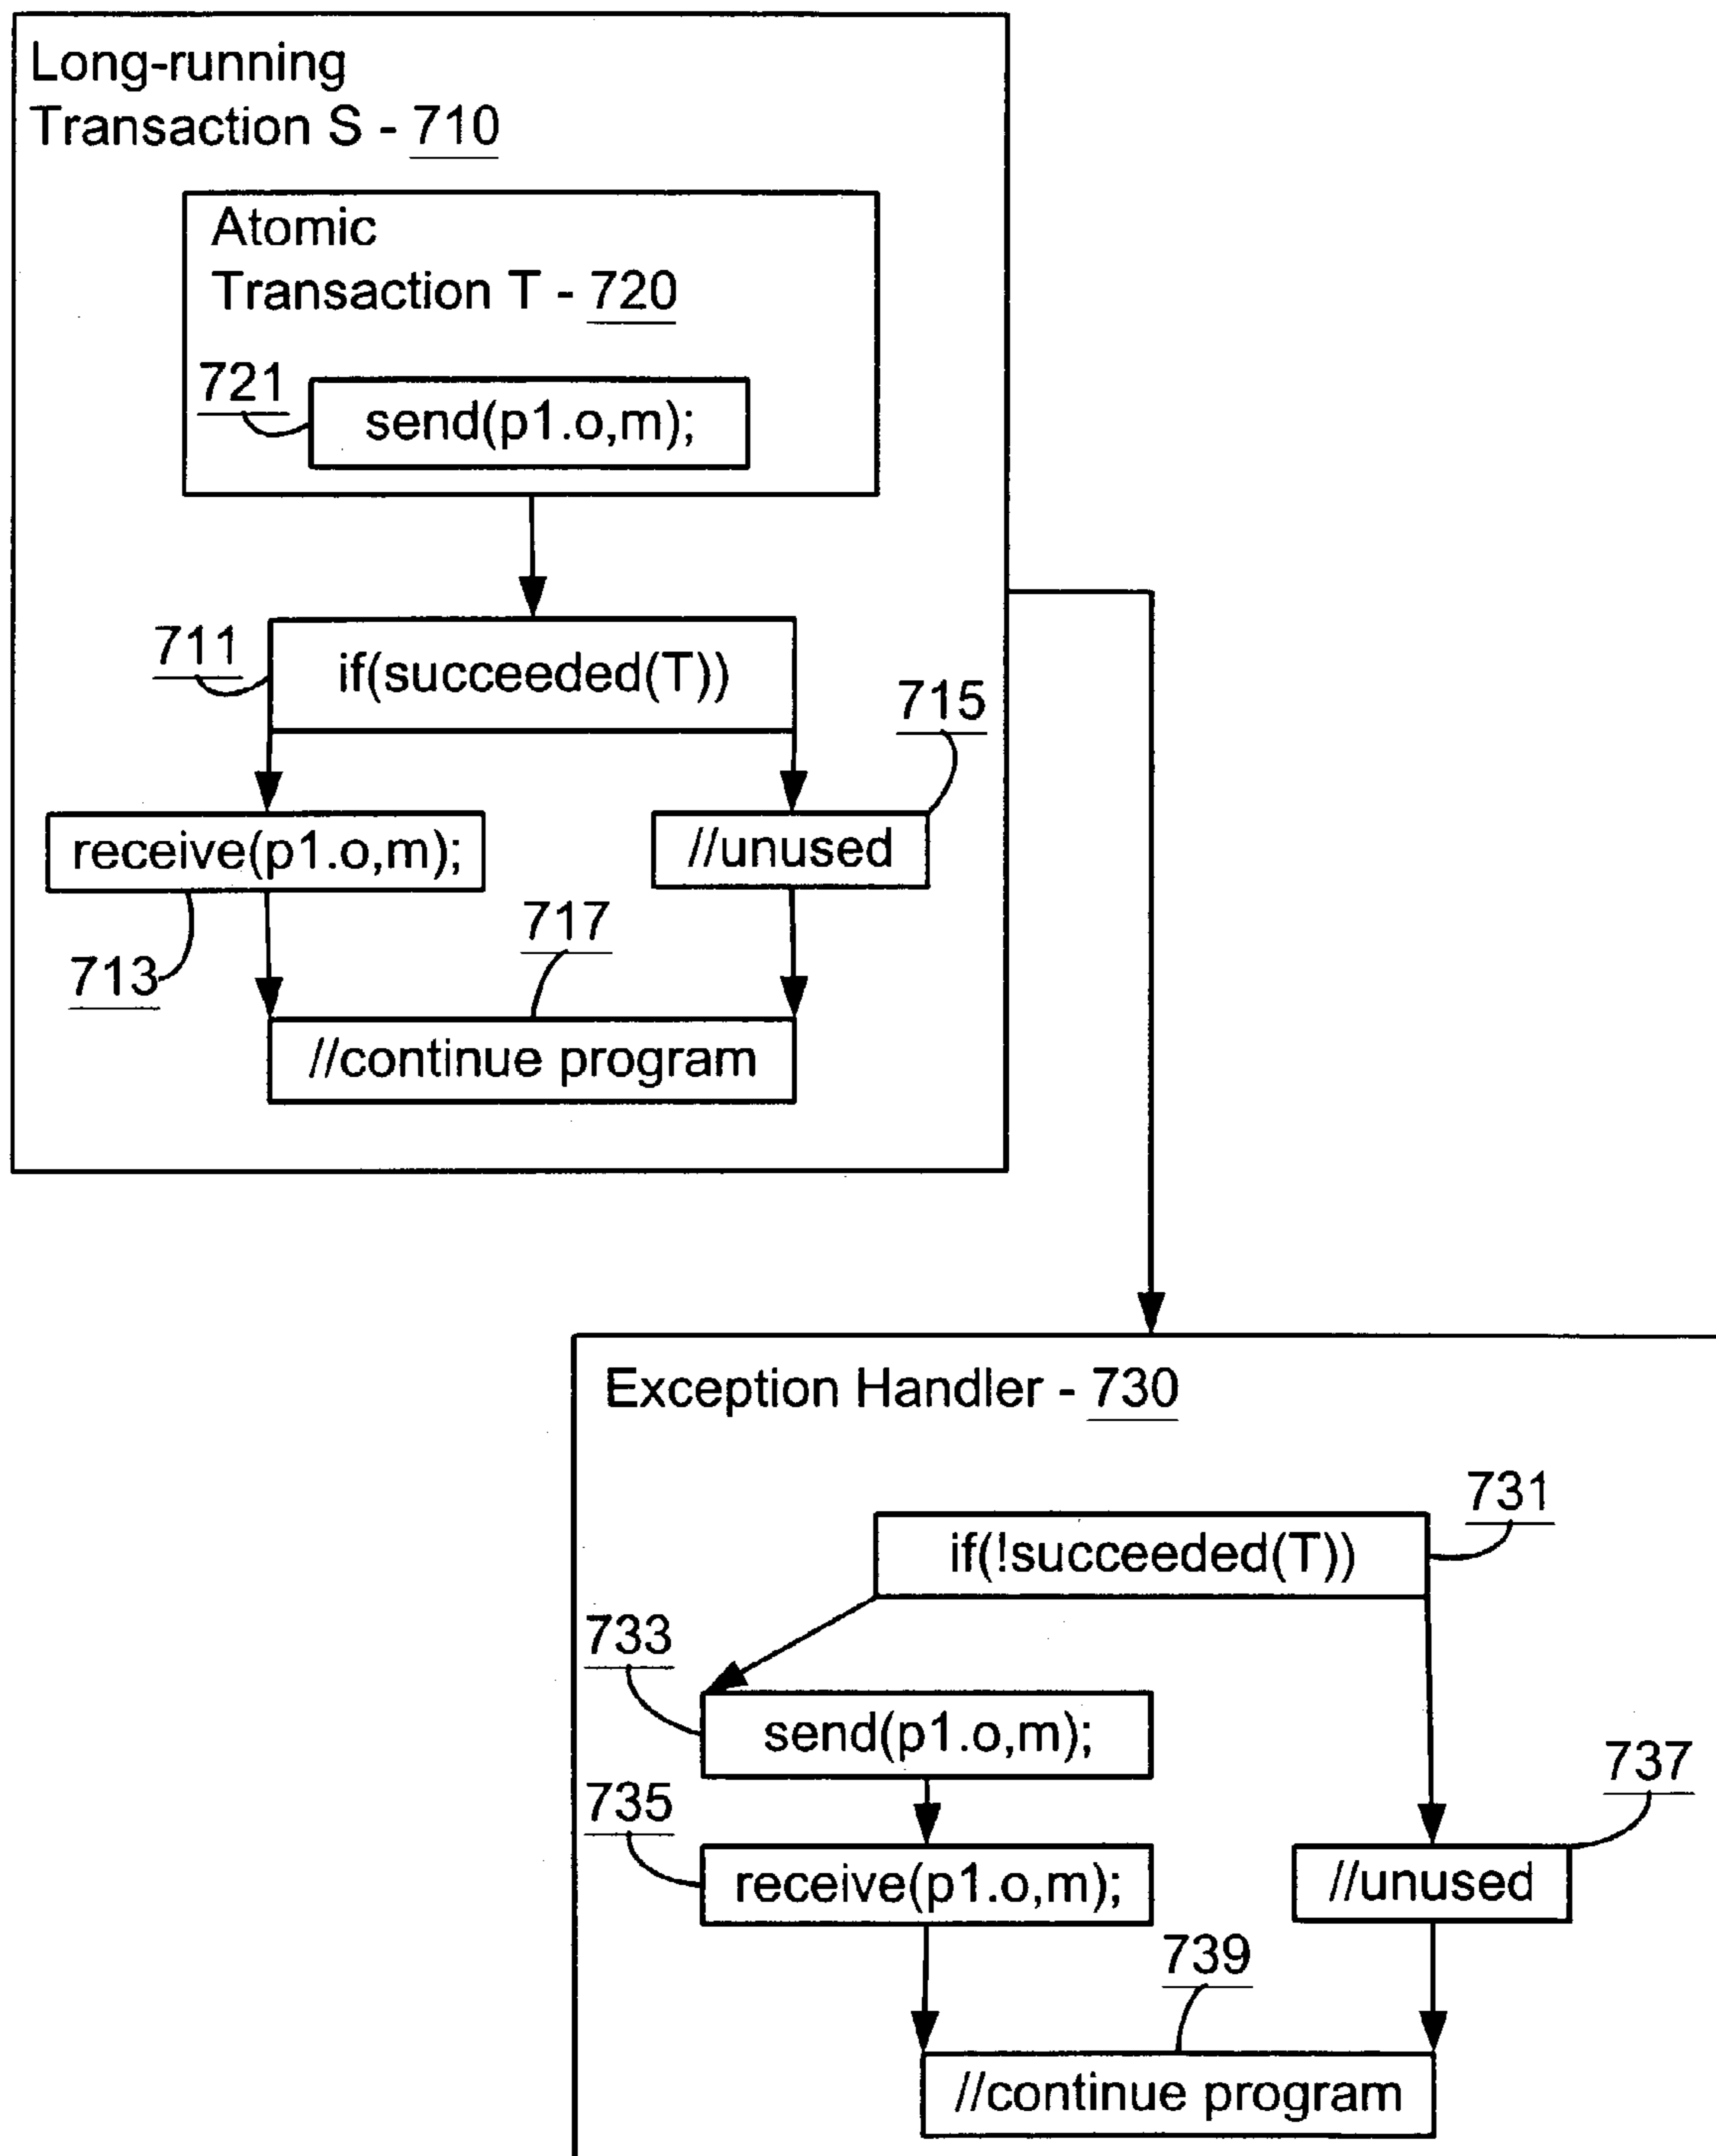 Long-running
Transaction S - 710
Atomic
Transaction T - 720
721
send(p1.o,m);
711
if(succeeded(T))
715
receive(p1.o,m);
//unused
717
713
//continue program
Exception Handler - 730
731
if(!succeeded(T))
733
send(p1.o,m);
737
735
receive(p1.o,m);
//unused
739
//continue program